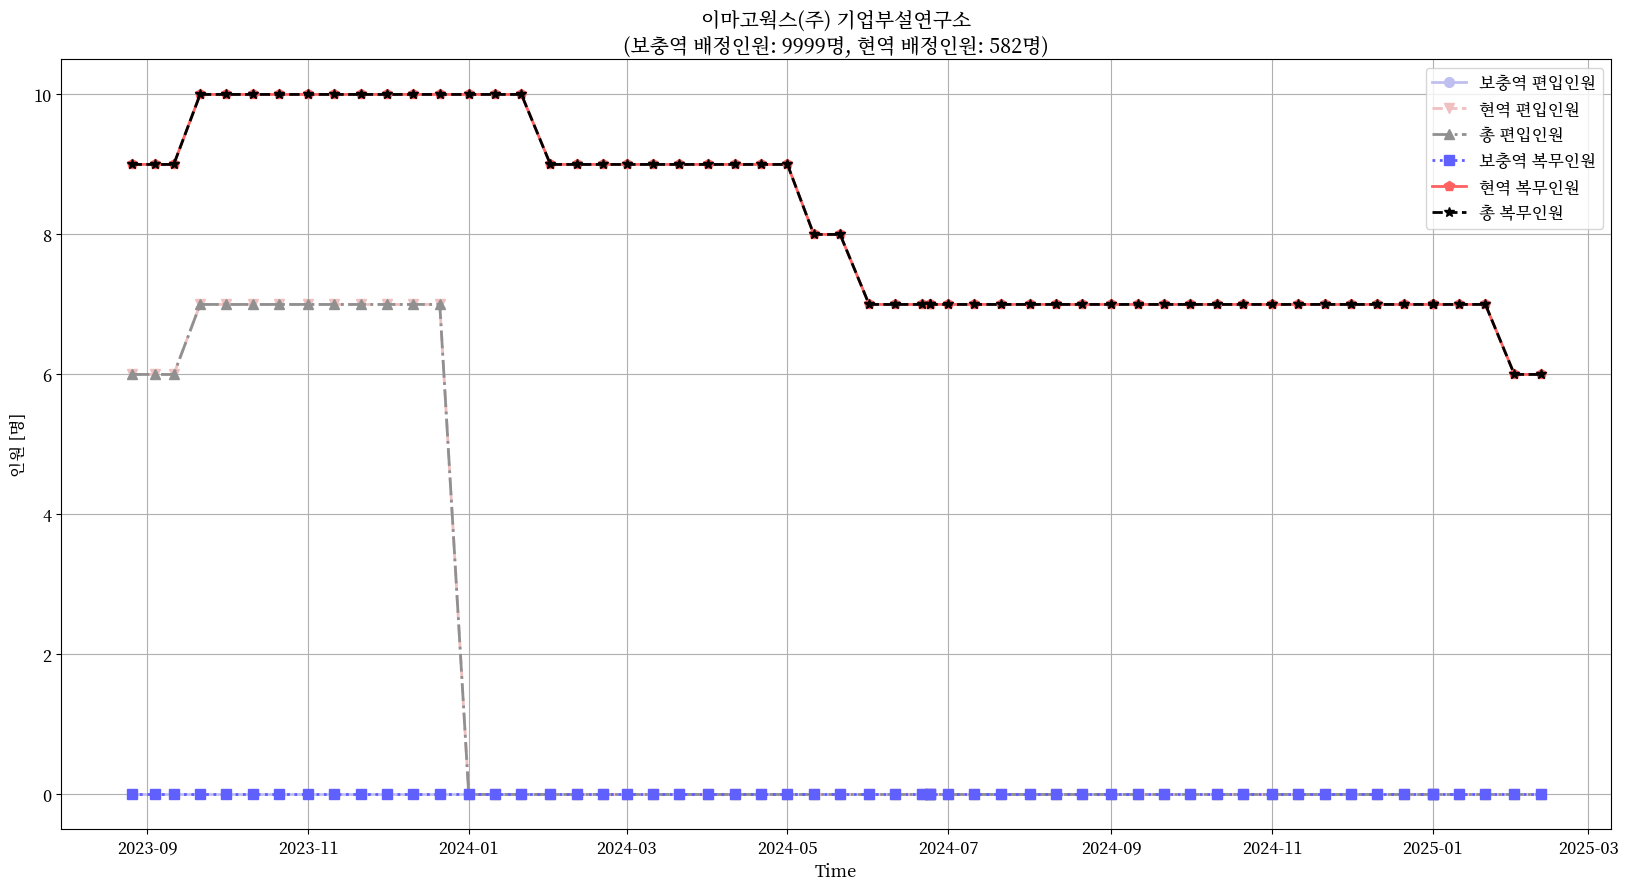 이마고웍스(주) 기업부설연구소
(보충역 배정인원: 9999명, 현역 배정인원: 582명)
보충역 편입인원
현역 편입인원
총 편입인원
보충역 복무인원
현역 복무인원
총 복무인원
인원 [명]
10
8
6
4
2
0
2023-09
2023-11
2024-01
2024-03
2024-05
2024-07
2024-09
2024-11
2025-01
2025-03
Time